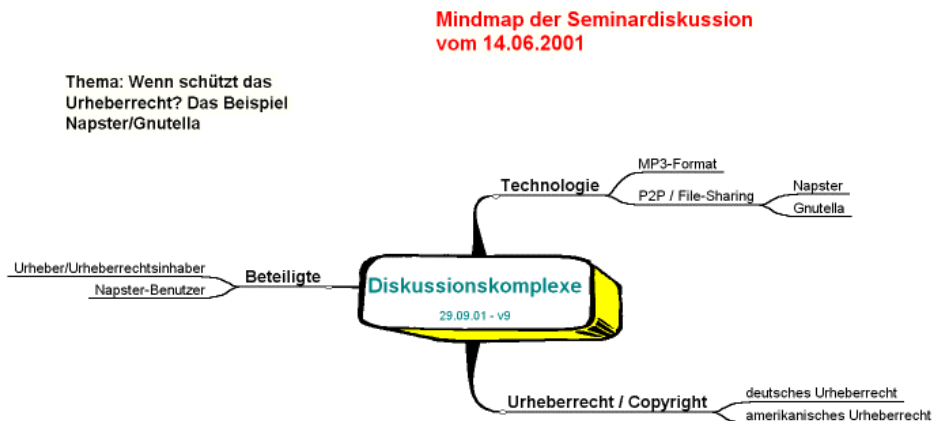 Mindmap der Seminardiskussion
vom 14.06.2001
Thema: Wenn schützt das
Urheberrecht? Das Beispiel
Napster/Gnutella
MP3-Format
Technologie
P2P / File-Sharing
Napster
Gnutella
Urheber/Urheberrechtsinhaber
Beteiligte
Napster-Benutzer
Diskussionskomplexe
29.09.01 - v9
Urheberrecht / Copyright
deutsches Urheberrecht
amerikanisches Urheberrecht